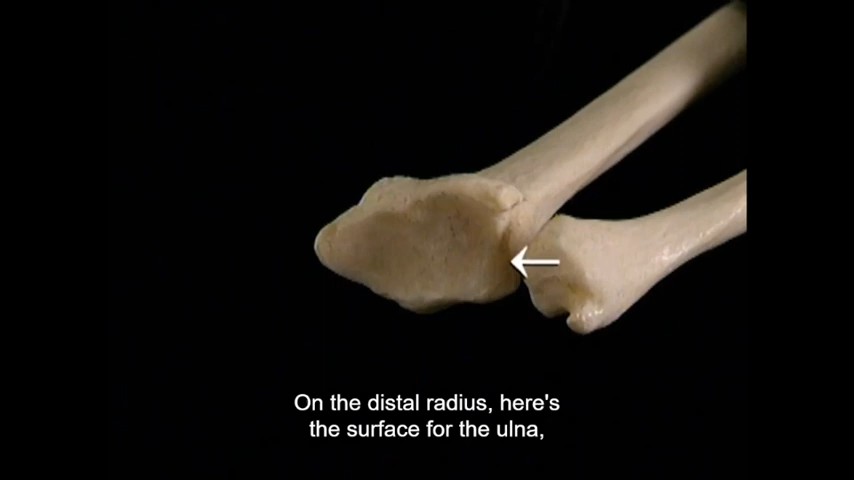 On the distal radius, here's
the surface for the ulna,